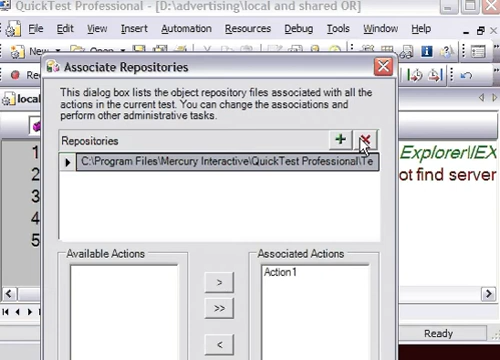 QuickTest Professional - [D:\advertising\local and shared OR]
File Edit View Insert Automation Resources Debug Tools Window Help
New
Open
Rec
local
Associate Repositories
This dialog box lists the object repository files associated with all the
actions in the current test. You can change the associations and
perform other administrative tasks.
Repositories
C:\Program Files\Mercury Interactive\QuickTest Professional\Te
1
2
3
4
5
Explorer\IEX
ot find server
Available Actions
Associated Actions
Action1
>
>>
<
Ready